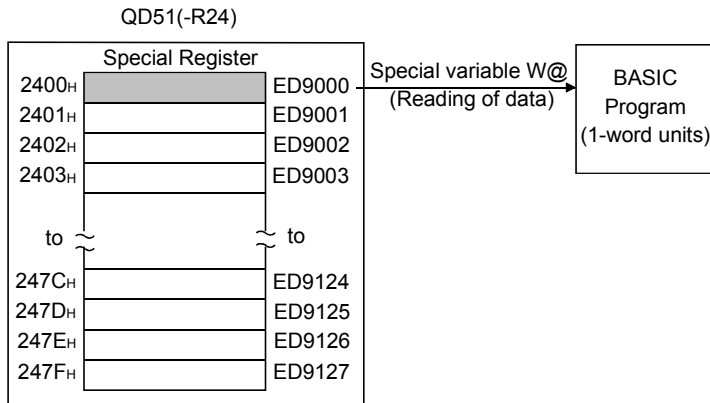 QD51(-R24)
Special Register
2400H ED9000
2401H ED9001
2402H ED9002
2403H ED9003
to to
247CH ED9124
247DH ED9125
247EH ED9126
247FH ED9127
Special variable W@
(Reading of data)
BASIC
Program
(1-word units)